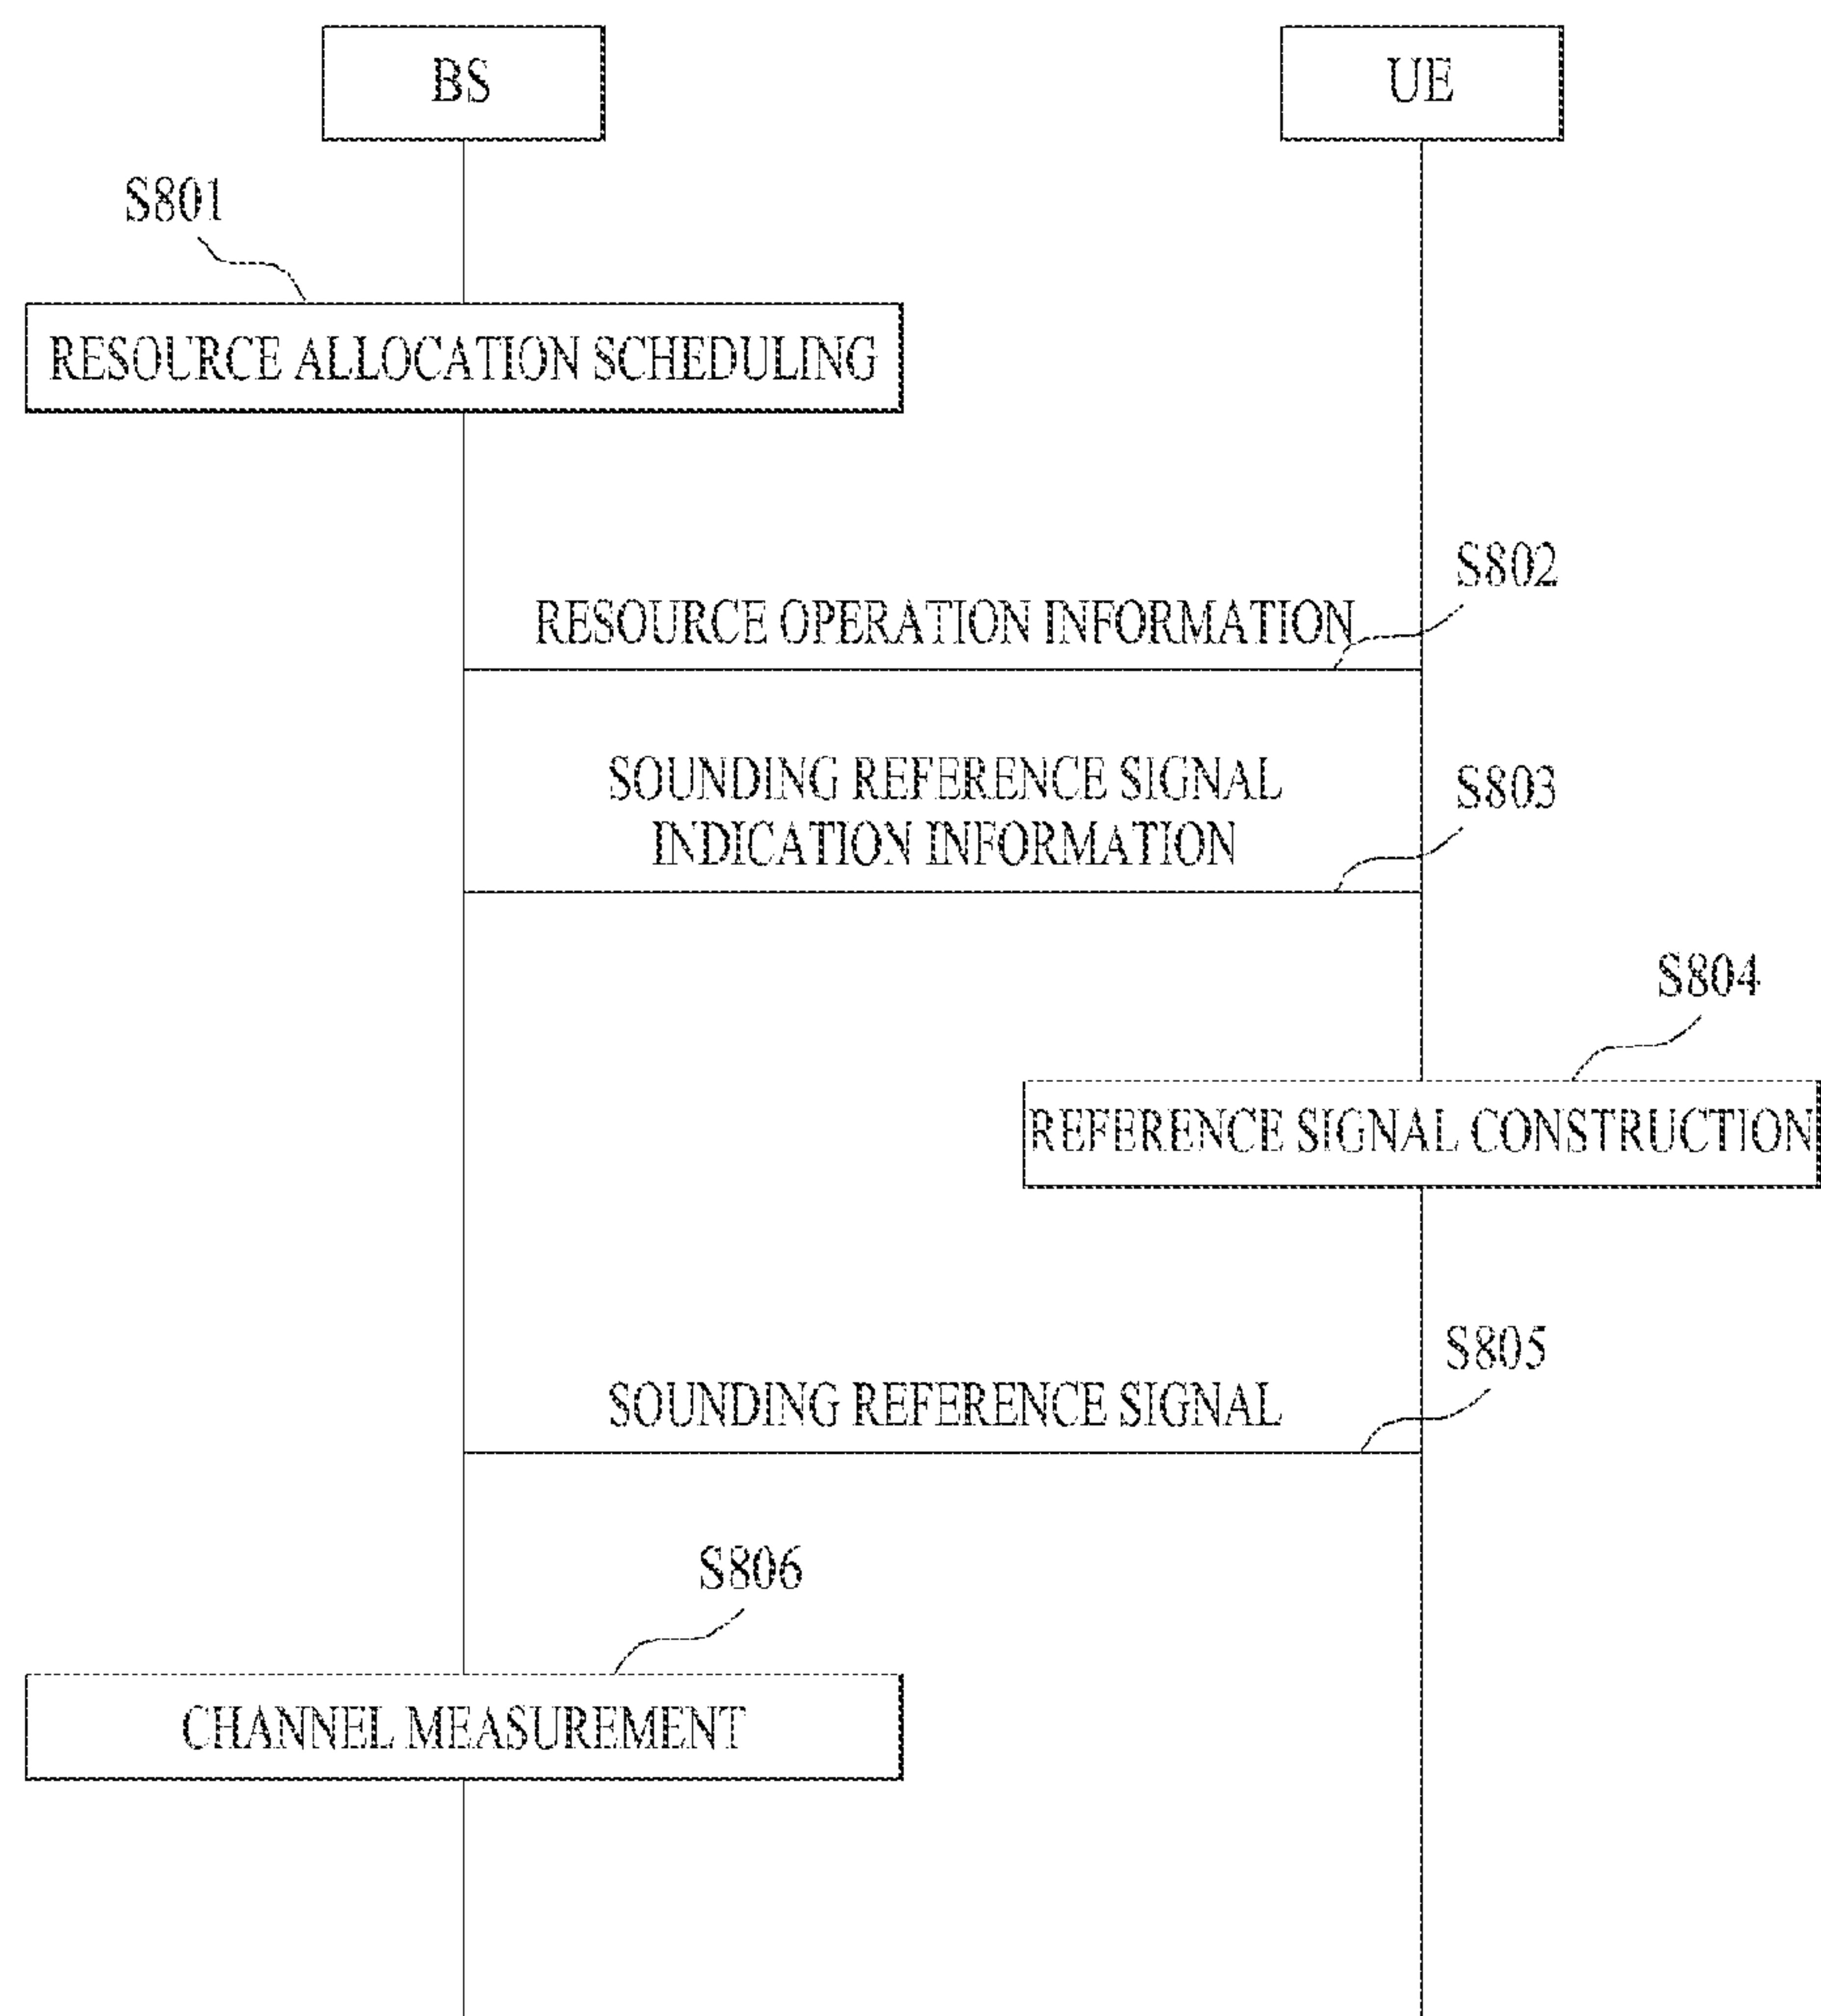 BS
UE
S801
RESOURCE ALLOCATION SCHEDULING
S802
RESOURCE OPERATION INFORMATION
SOUNDING REFERENCE SIGNAL
INDICATION INFORMATION
S803
S804
REFERENCE SIGNAL CONSTRUCTION
S805
SOUNDING REFERENCE SIGNAL
S806
CHANNEL MEASUREMENT